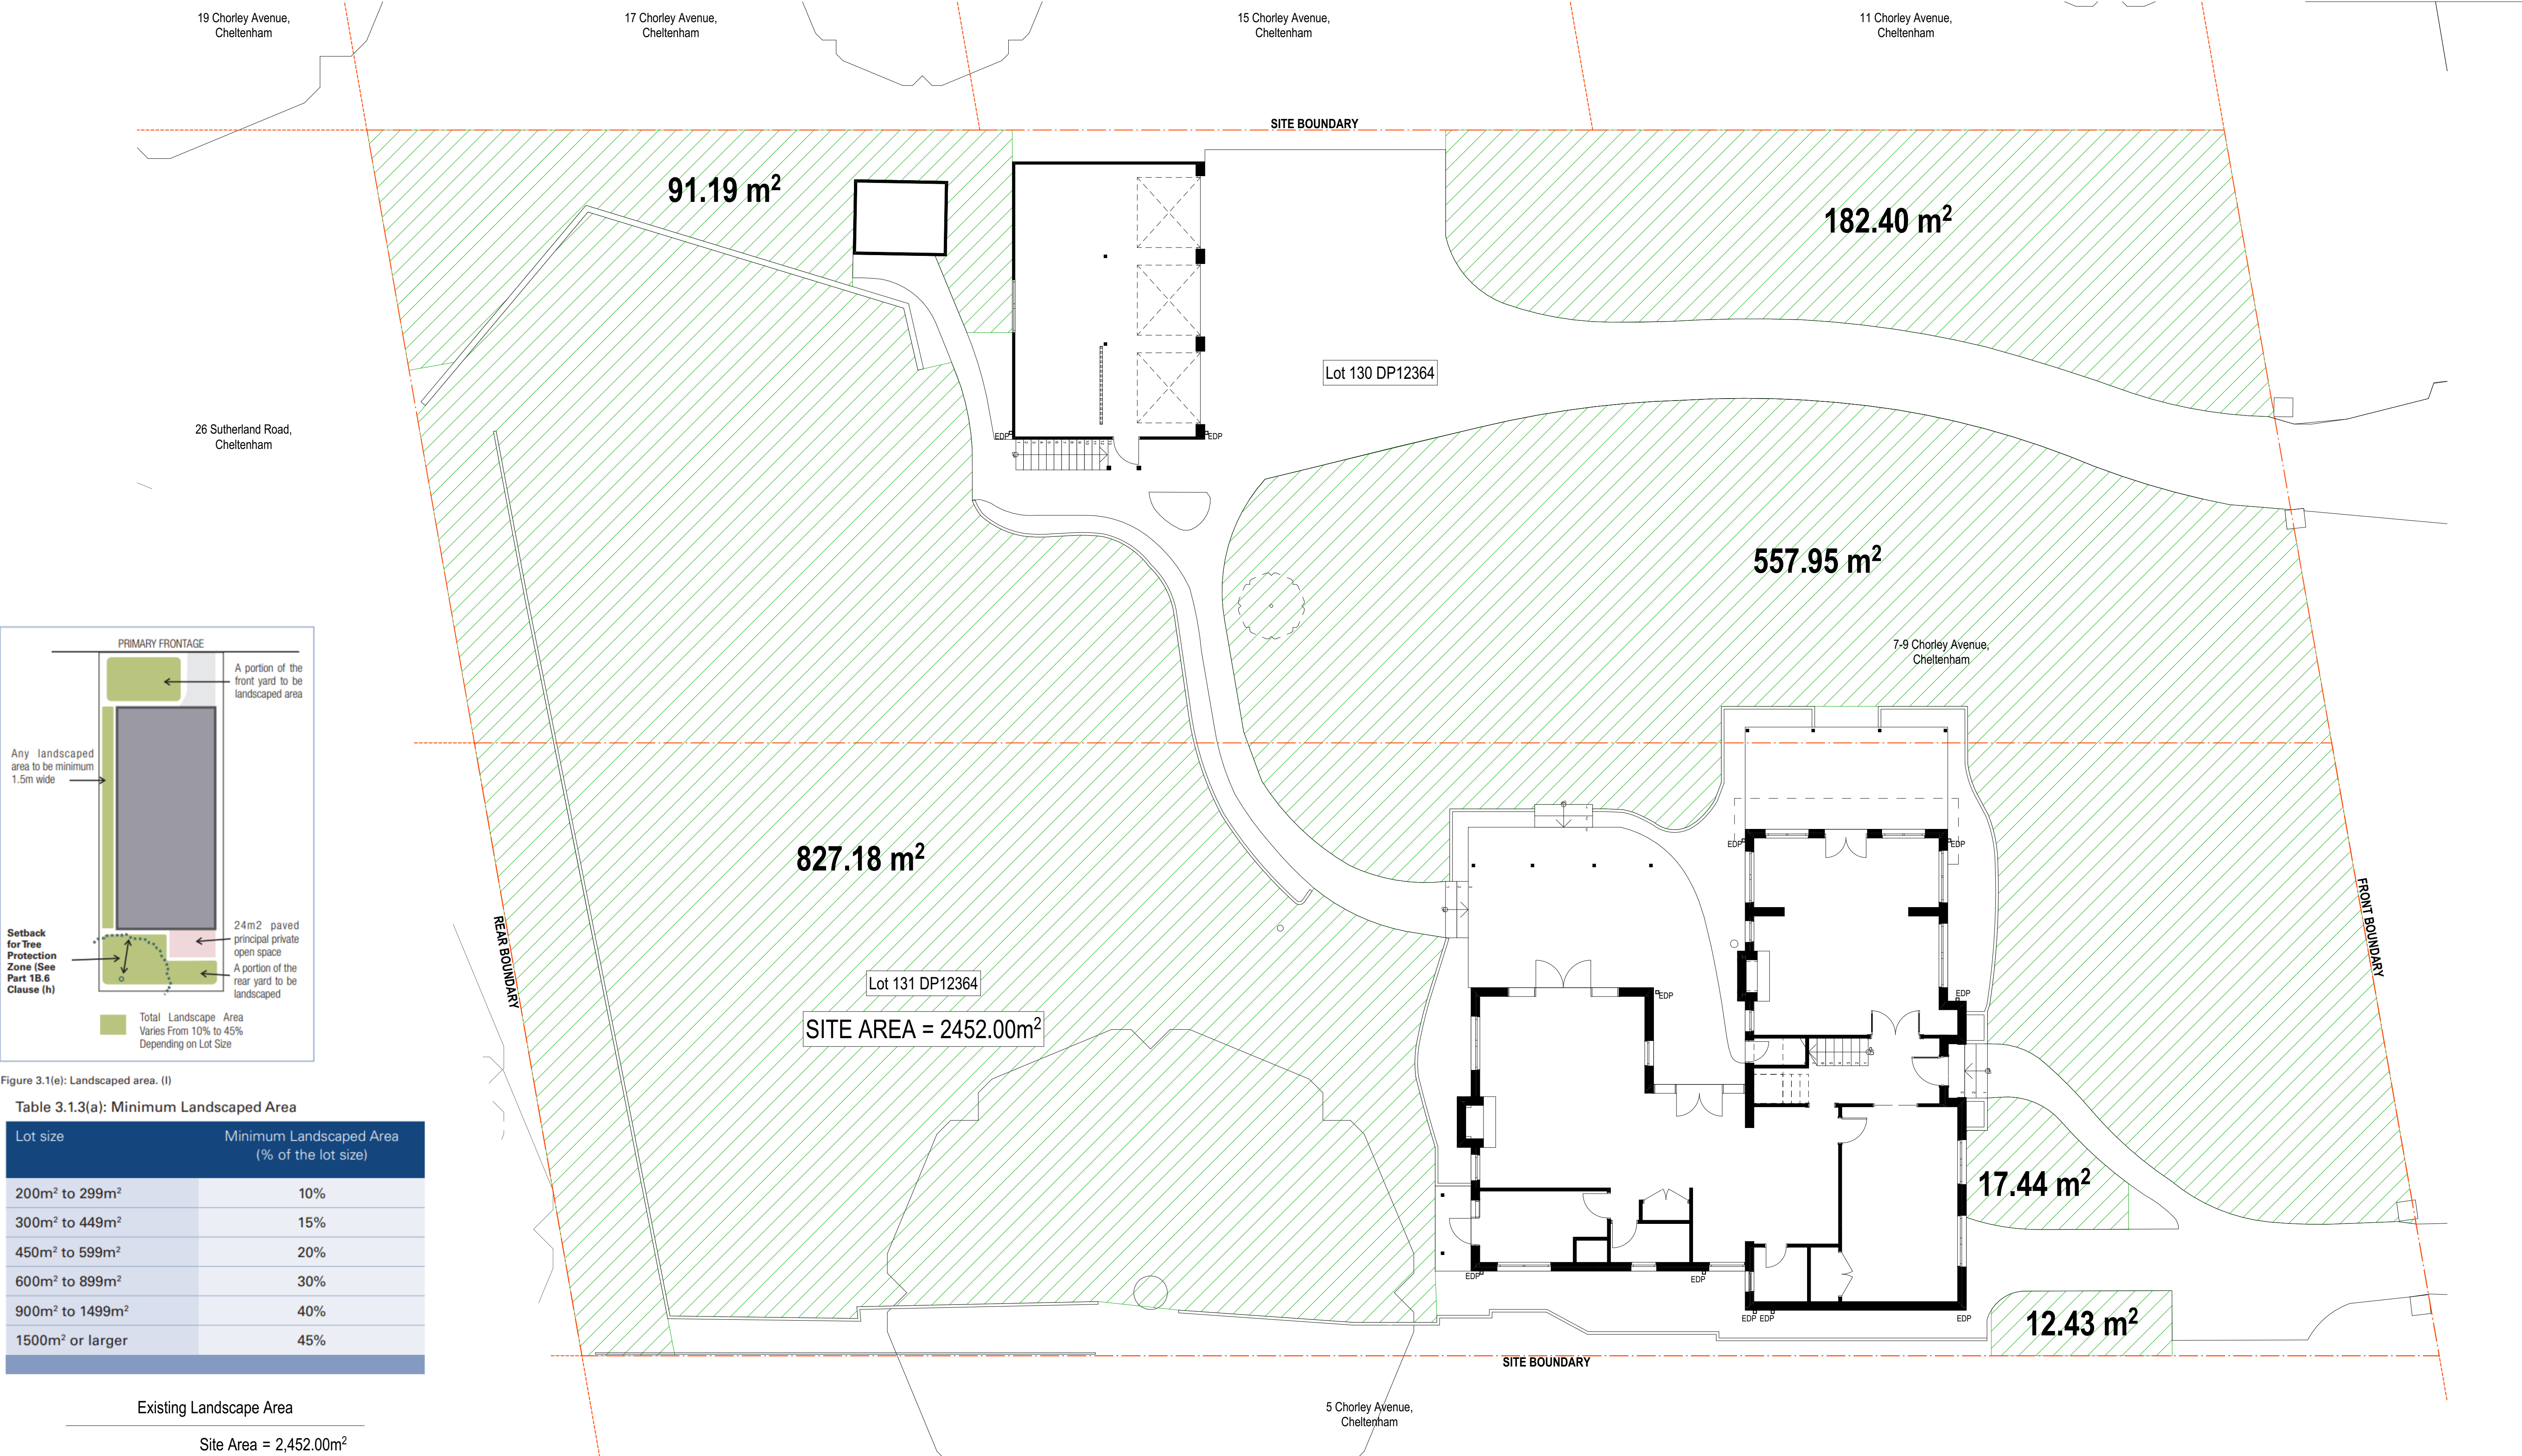 19 Chorley Avenue,
Cheltenham
17 Chorley Avenue,
Cheltenham
15 Chorley Avenue,
Cheltenham
11 Chorley Avenue,
Cheltenham
SITE BOUNDARY
91.19 m²
182.40 m²
Lot 130 DP12364
26 Sutherland Road,
Cheltenham
EDP
EDP
557.95 m²
7-9 Chorley Avenue,
Cheltenham
PRIMARY FRONTAGE
A portion of the
front yard to be
landscaped area
Any landscaped
area to be minimum
1.5m wide
24m2 paved
principal private
open space
Setback
for Tree
Protection
Zone (See
Part 1B.6
Clause (h)
A portion of the
rear yard to be
landscaped
Total Landscape Area
Varies From 10% to 45%
Depending on Lot Size
Figure 3.1(e): Landscaped area. (I)
827.18 m²
REAR BOUNDARY
FRONT BOUNDARY
EDP
EDP
Lot 131 DP12364
EDP
EDP
SITE AREA = 2452.00m²
Table 3.1.3(a): Minimum Landscaped Area
Lot size Minimum Landscaped Area
(% of the lot size)
200m² to 299m² 10%
300m² to 449m² 15%
450m² to 599m² 20%
600m² to 899m² 30%
900m² to 1499m² 40%
1500m² or larger 45%
17.44 m²
EDP
EDP
EDP EDP
EDP
12.43 m²
SITE BOUNDARY
5 Chorley Avenue,
Cheltenham
Existing Landscape Area
Site Area = 2,452.00m²